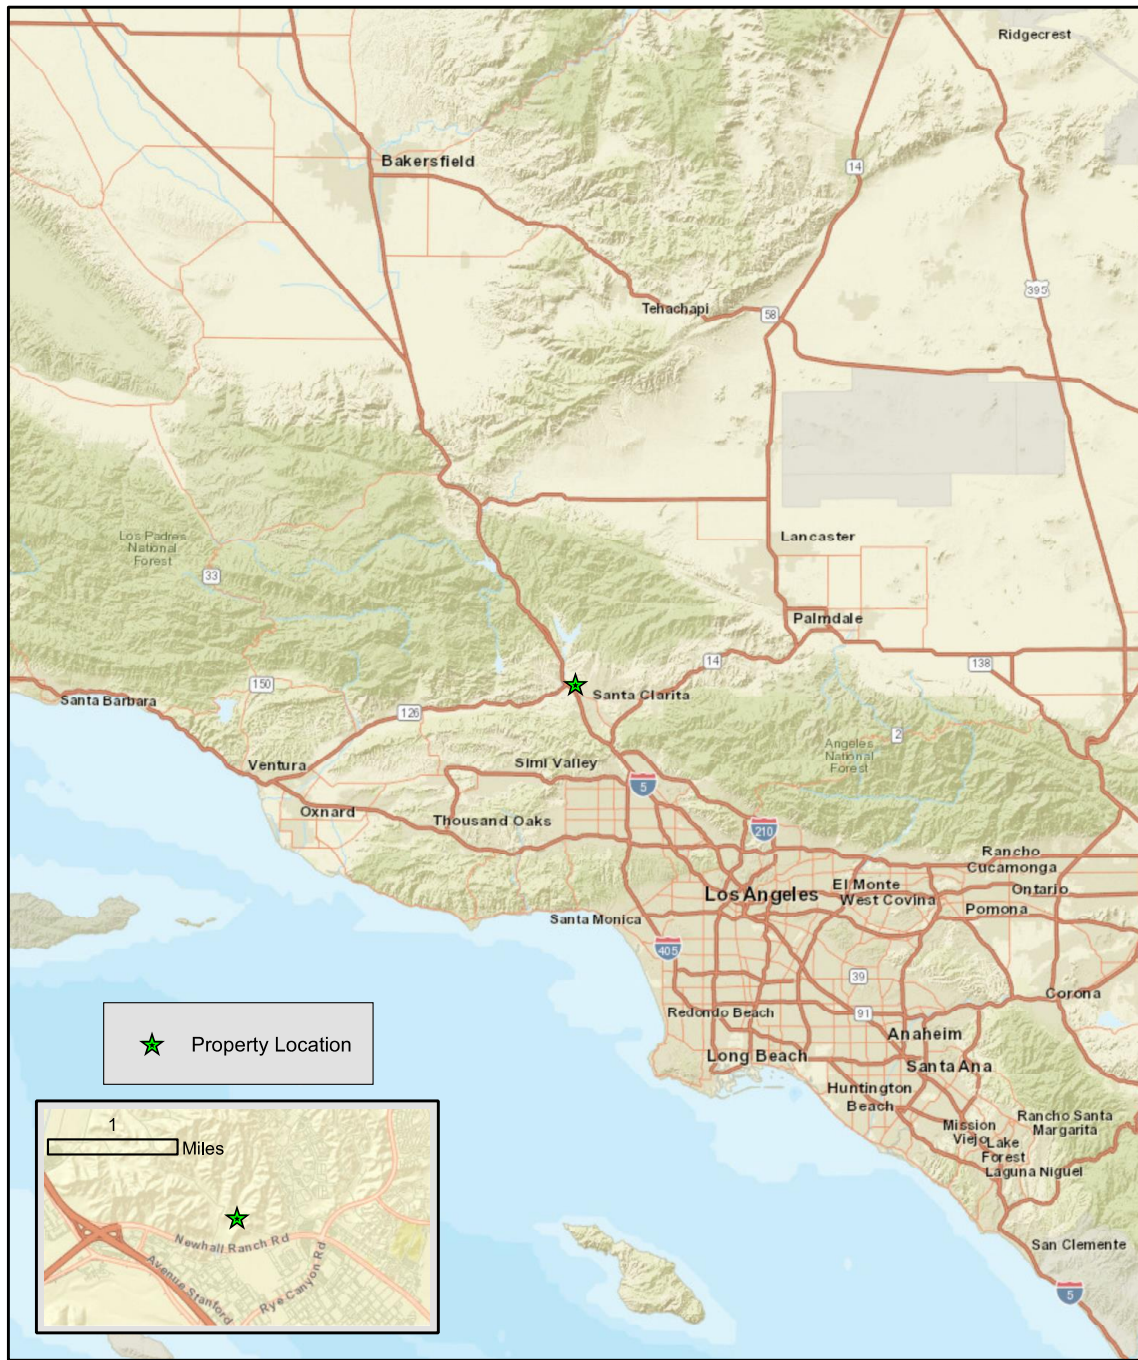 Ridgecrest
Bakersfield
14
395
Tehachapi
58
Los Padres
National
Forest
33
Lancaster
Palmdale
14
138
150
Santa Barbara
126
Santa Clarita
2
Angeles
National
Forest
Ventura
Simi Valley
5
Oxnard
Thousand Oaks
210
Rancho
Cucamonga
Los Angeles
El Monte
West Covina
Ontario
Pomona
Santa Monica
405
39
Corona
Redondo Beach
91
Anaheim
Long Beach
Santa Ana
Huntington
Beach
Mission
Viejo
Rancho Santa
Margarita
Lake
Forest
Laguna Niguel
San Clemente
5
Property Location
1
Miles
Newhall Ranch Rd
Avenue Stanford
Rye Canyon Rd